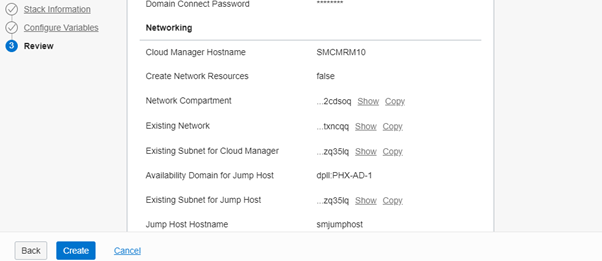 Stack Information
Configure Variables
3 Review
Domain Connect Password ********
Networking
Cloud Manager Hostname SMCMRM10
Create Network Resources false
Network Compartment ...2cdsoq Show Copy
Existing Network ...txncqq Show Copy
Existing Subnet for Cloud Manager ...zq35lq Show Copy
Availability Domain for Jump Host dpll:PHX-AD-1
Existing Subnet for Jump Host ...zq35lq Show Copy
Jump Host Hostname smjumphost
Back Create Cancel